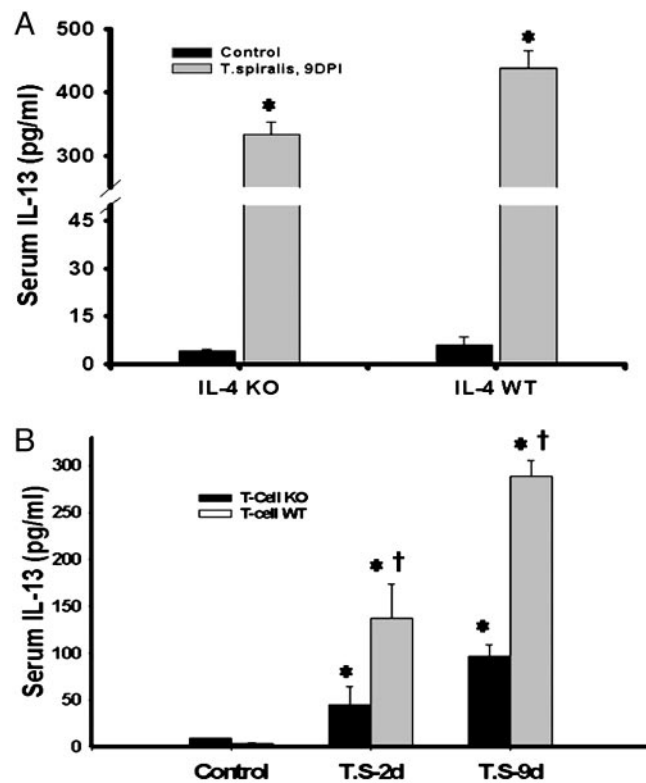 A
500
400
300
45
30
15
0
Serum IL-13 (pg/ml)
Control
T.spiralis, 9DPI
*
*
IL-4 KO
IL-4 WT
B
300
250
200
150
100
50
0
Serum IL-13 (pg/ml)
T-Cell KO
T-cell WT
*
* †
*
* †
Control
T.S-2d
T.S-9d